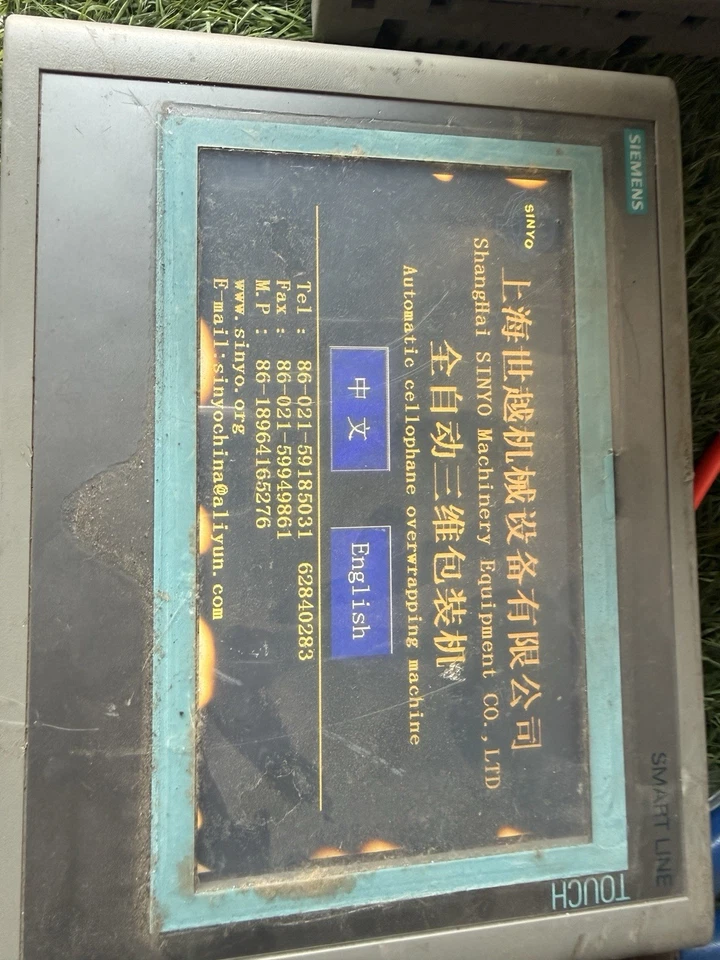 SIEMENS
SMART LINE
TOUCH
SINYO
上海世越机械设备有限公司
ShangHai SINYO Machinery Equipment CO.,LTD
全自动三维包装机
Automatic cellophane overwrapping machine
中文
English
Tel : 86-021-59185031 62840283
Fax : 86-021-59949861
M.P : 86-18964165276
www.sinyo.org
E-mail:sinyochina@aliyun.com